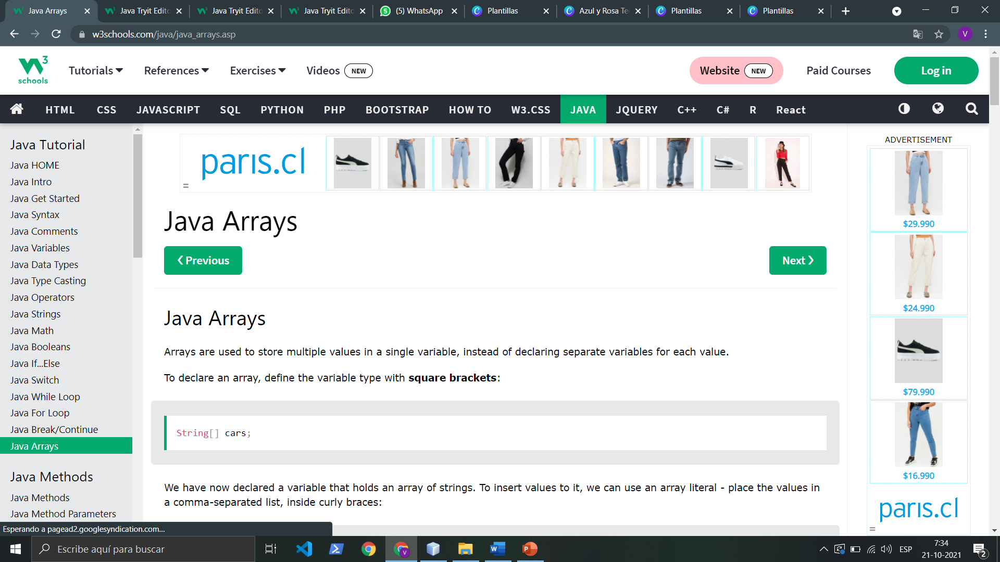 Java Arrays
Java Tryit Edito
Java Tryit Edito
Java Tryit Edito
(5) WhatsApp
Plantillas
Azul y Rosa Te
Plantillas
Plantillas
w3schools.com/java/java_arrays.asp
V
3
schools
Tutorials
References
Exercises
Videos NEW
Website NEW
Paid Courses
Log in
HTML CSS JAVASCRIPT SQL PYTHON PHP BOOTSTRAP HOW TO W3.CSS JAVA JQUERY C++ C# R React
Java Tutorial
Java HOME
Java Intro
Java Get Started
Java Syntax
Java Comments
Java Variables
Java Data Types
Java Type Casting
Java Operators
Java Strings
Java Math
Java Booleans
Java If...Else
Java Switch
Java While Loop
Java For Loop
Java Break/Continue
Java Arrays
Java Methods
Java Methods
Java Method Parameters
paris.cl
Java Arrays
❮ Previous
Next ❯
Java Arrays
Arrays are used to store multiple values in a single variable, instead of declaring separate variables for each value.
To declare an array, define the variable type with square brackets:
String[] cars;
We have now declared a variable that holds an array of strings. To insert values to it, we can use an array literal - place the values in
a comma-separated list, inside curly braces:
ADVERTISEMENT
$29.990
$24.990
$79.990
$16.990
paris.cl
Esperando a pagead2.googlesyndication.com...
Escribe aquí para buscar
ESP
7:34
21-10-2021
2